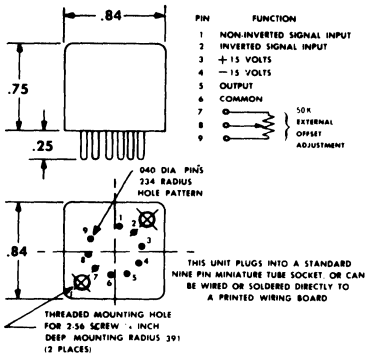 .84
.75
.25
PIN FUNCTION
1 NON-INVERTED SIGNAL INPUT
2 INVERTED SIGNAL INPUT
3 +15 VOLTS
4 -15 VOLTS
5 OUTPUT
6 COMMON
7
8
9
50K
EXTERNAL
OFFSET
ADJUSTMENT
.040 DIA PINS
.234 RADIUS
HOLE PATTERN
.84
1
2
3
4
5
6
7
8
9
THIS UNIT PLUGS INTO A STANDARD
NINE PIN MINIATURE TUBE SOCKET, OR CAN
BE WIRED OR SOLDERED DIRECTLY TO
A PRINTED WIRING BOARD
THREADED MOUNTING HOLE
FOR 2-56 SCREW INCH
DEEP MOUNTING RADIUS .391
(2 PLACES)